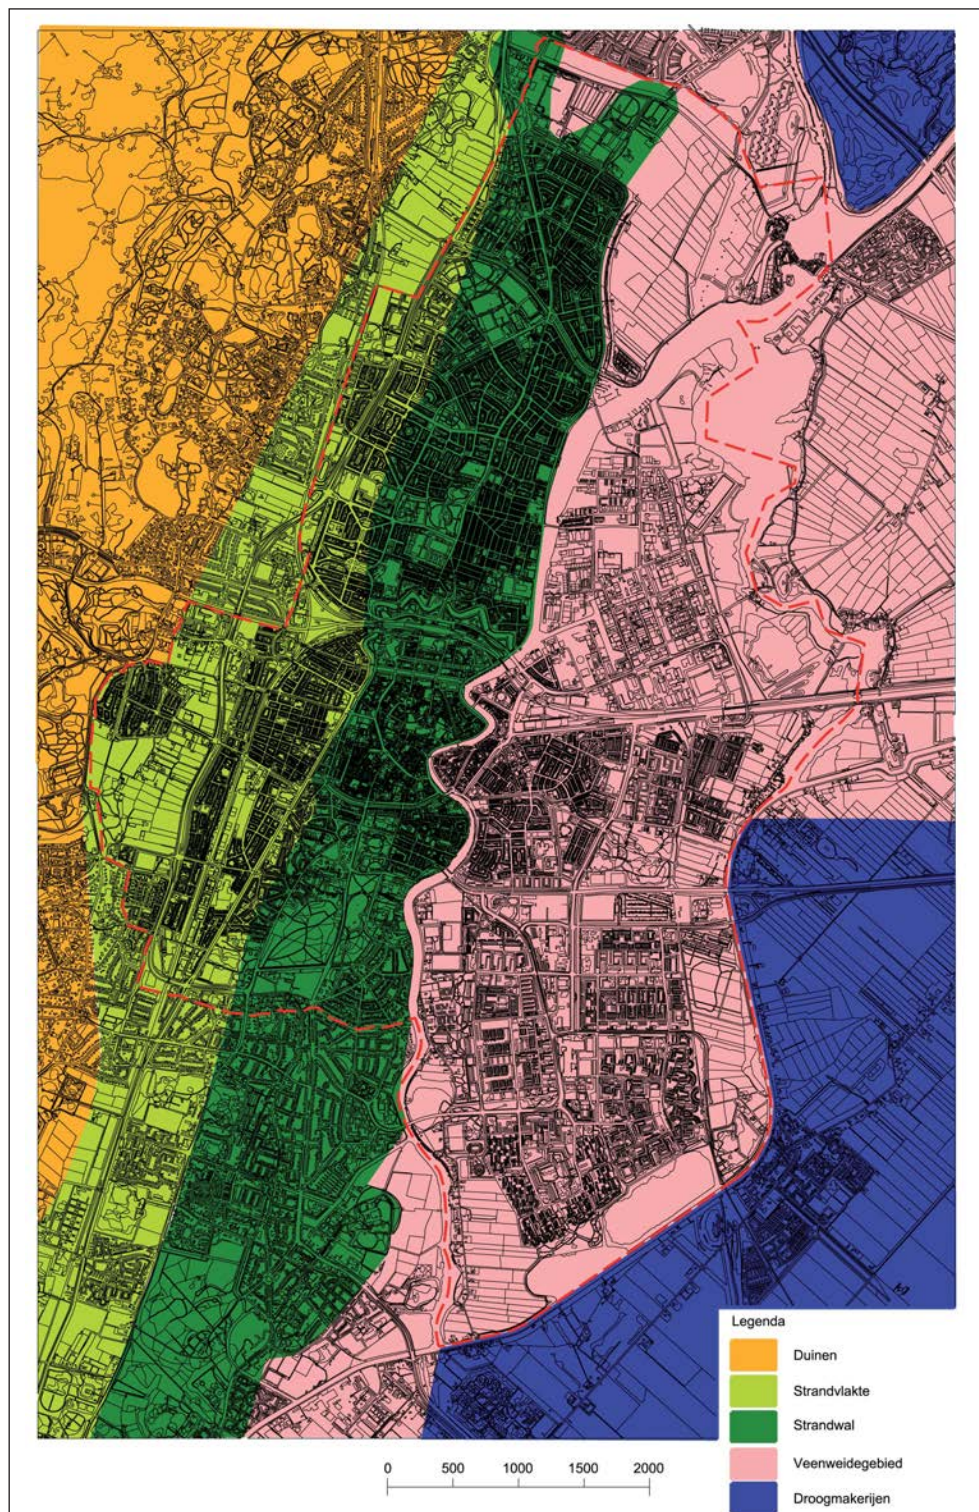 Legenda
Duinen
Strandvlakte
Strandwal
Veenweidegebied
Droogmakerijen
0 500 1000 1500 2000